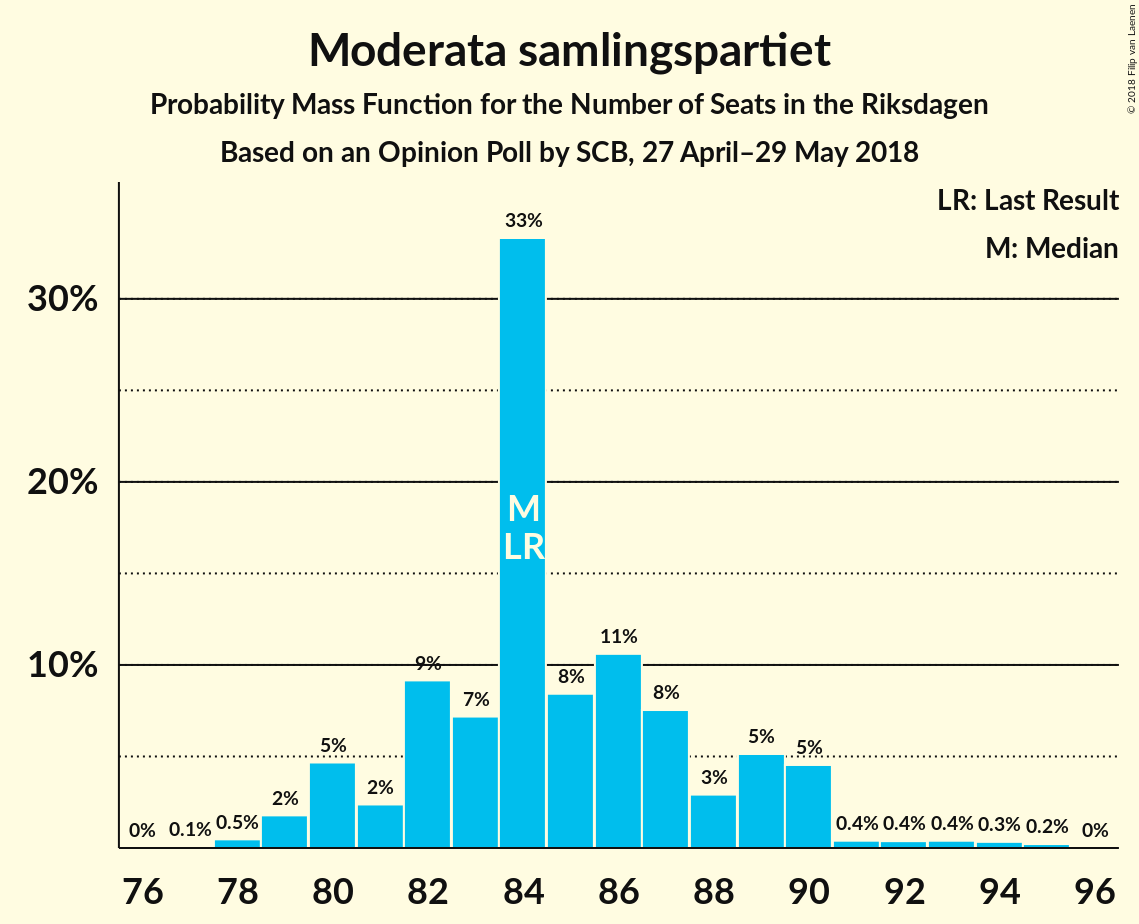 Moderata samlingspartiet
Probability Mass Function for the Number of Seats in the Riksdagen
Based on an Opinion Poll by SCB, 27 April–29 May 2018
© 2018 Filip van Laenen
LR: Last Result
M: Median
30%
20%
10%
0%
0.1%
0.5%
2%
5%
2%
9%
7%
33%
M
LR
8%
11%
8%
3%
5%
5%
0.4%
0.4%
0.4%
0.3%
0.2%
0%
76 78 80 82 84 86 88 90 92 94 96